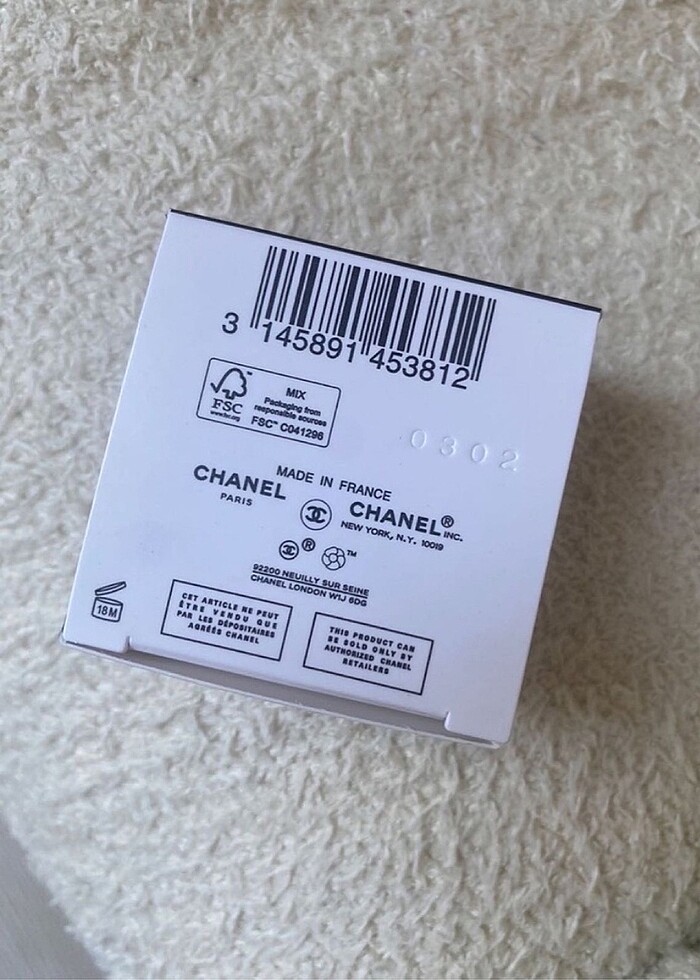 3 145891 453812
MIX
Packaging from
responsible sources
FSC™ C041296
FSC
www.fsc.org
0302
MADE IN FRANCE
CHANEL
PARIS
CHANEL® INC.
NEW YORK, N.Y. 10019
® ™
92200 NEUILLY SUR SEINE
CHANEL LONDON W1J 6DG
18M
CET ARTICLE NE PEUT
ÊTRE VENDU QUE
PAR LES DÉPOSITAIRES
AGRÉÉS CHANEL
THIS PRODUCT CAN
BE SOLD ONLY BY
AUTHORIZED CHANEL
RETAILERS